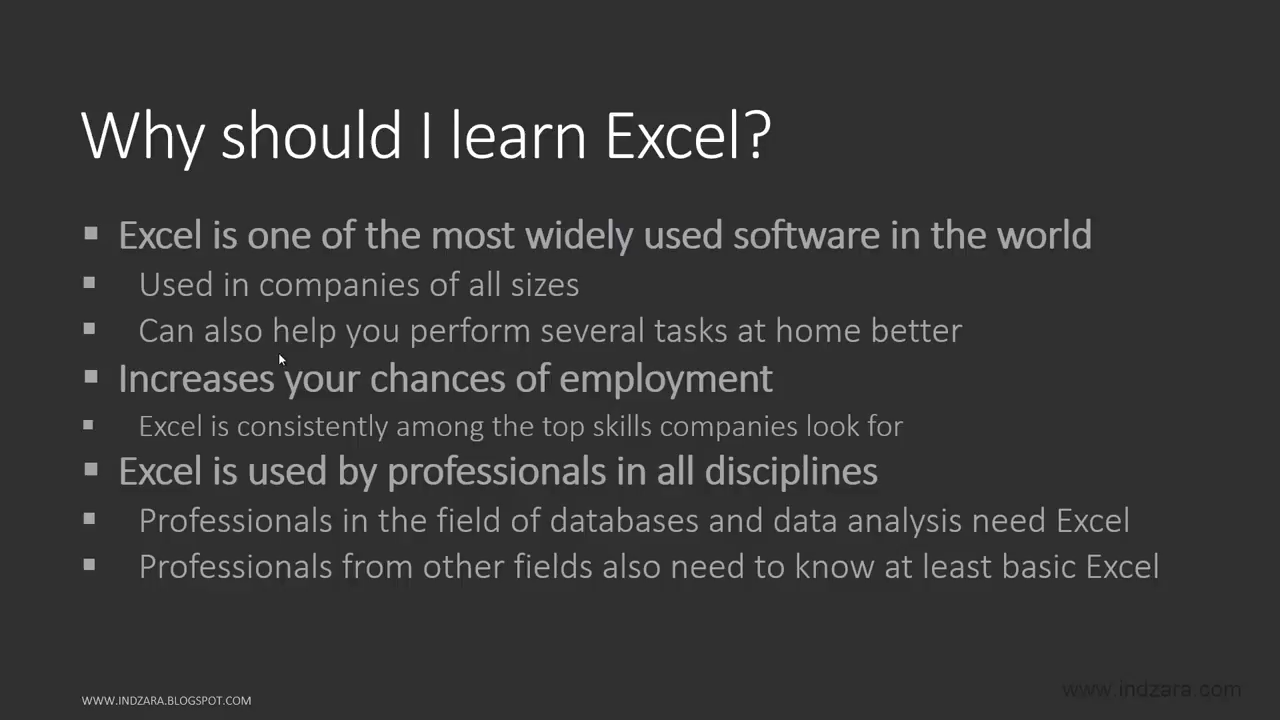 Why should I learn Excel?
▪ Excel is one of the most widely used software in the world
▪ Used in companies of all sizes
▪ Can also help you perform several tasks at home better
▪ Increases your chances of employment
▪ Excel is consistently among the top skills companies look for
▪ Excel is used by professionals in all disciplines
▪ Professionals in the field of databases and data analysis need Excel
▪ Professionals from other fields also need to know at least basic Excel
WWW.INDZARA.BLOGSPOT.COM
www.indzara.com